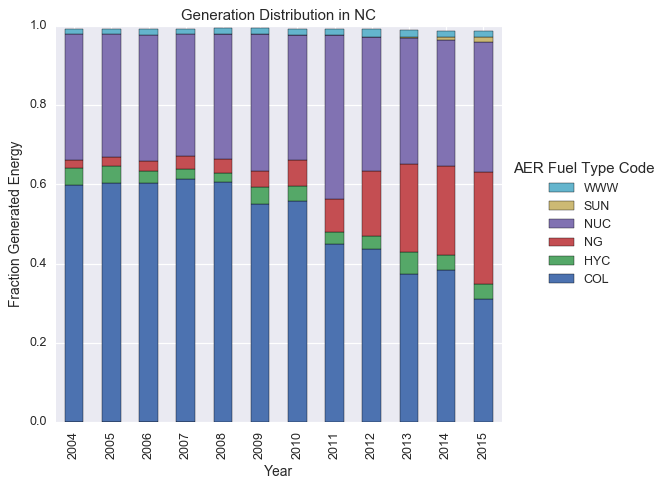 Generation Distribution in NC
1.0
0.8
0.6
0.4
0.2
0.0
Fraction Generated Energy
2004 2005 2006 2007 2008 2009 2010 2011 2012 2013 2014 2015
Year
AER Fuel Type Code
WWW
SUN
NUC
NG
HYC
COL